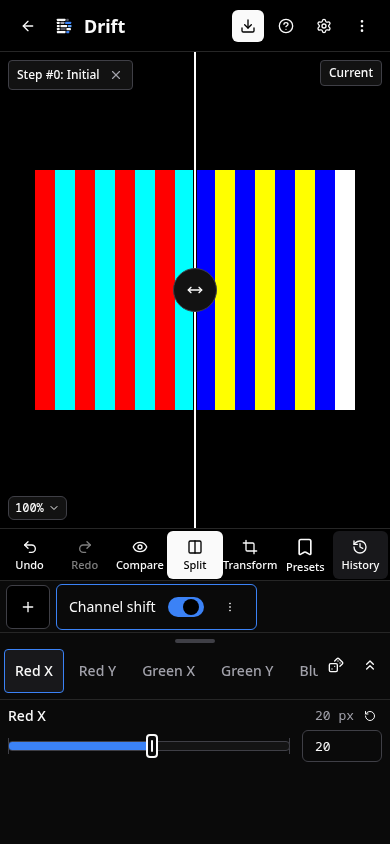 Drift
Step #0: Initial
Current
100%
Undo
Redo
Compare
Split
Transform
Presets
History
Channel shift
Red X
Red Y
Green X
Green Y
Blu
Red X
20 px
20